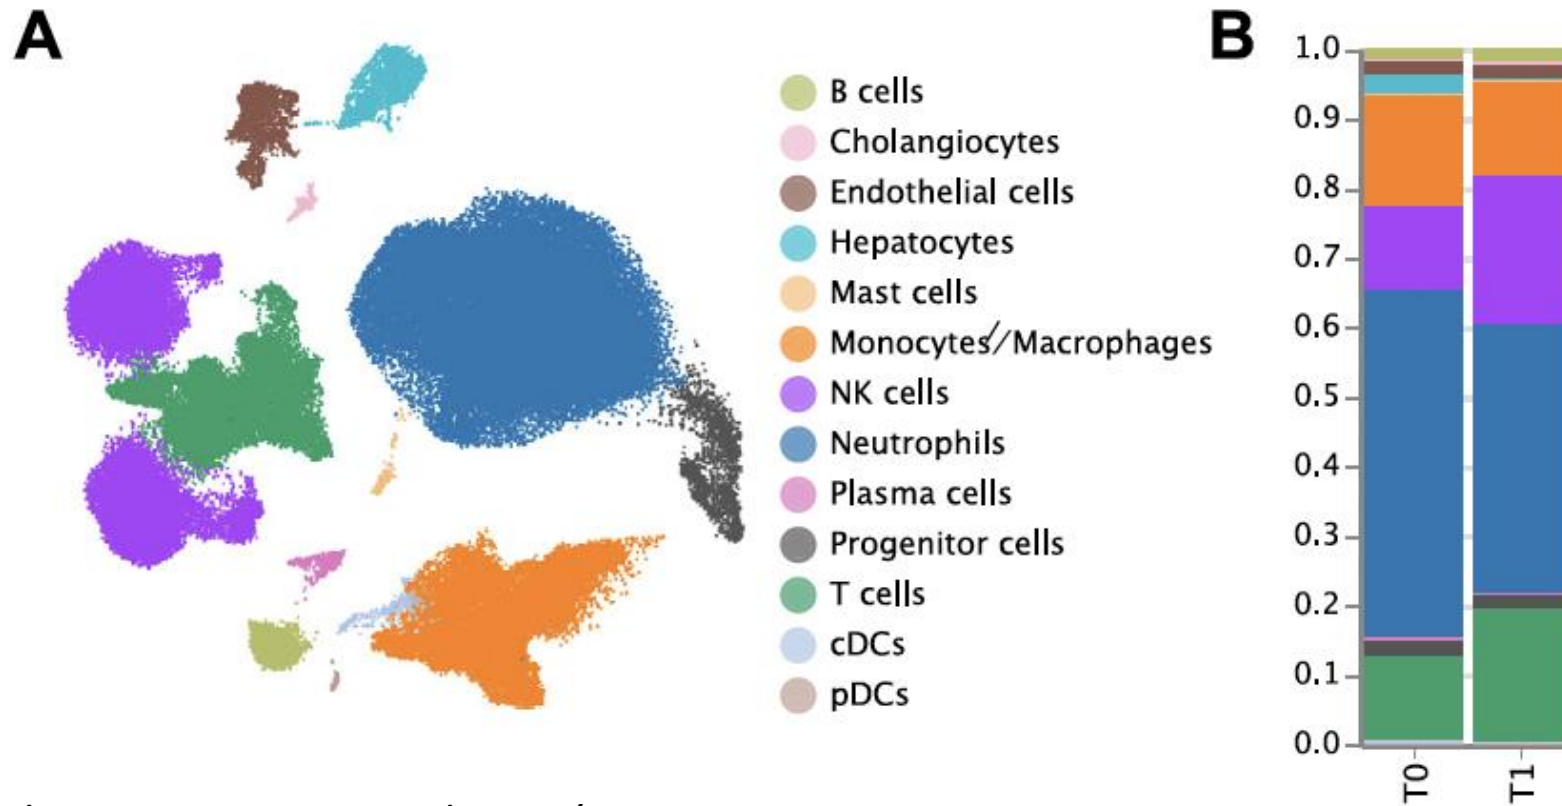 A
B cells
Cholangiocytes
Endothelial cells
Hepatocytes
Mast cells
Monocytes//Macrophages
NK cells
Neutrophils
Plasma cells
Progenitor cells
T cells
cDCs
pDCs
B
1.0
0.9
0.8
0.7
0.6
0.5
0.4
0.3
0.2
0.1
0.0
T0
T1